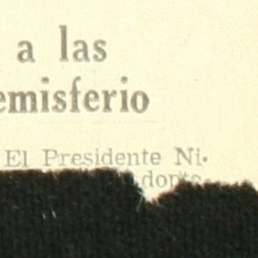 a las
emisferio
El Presidente Ni-